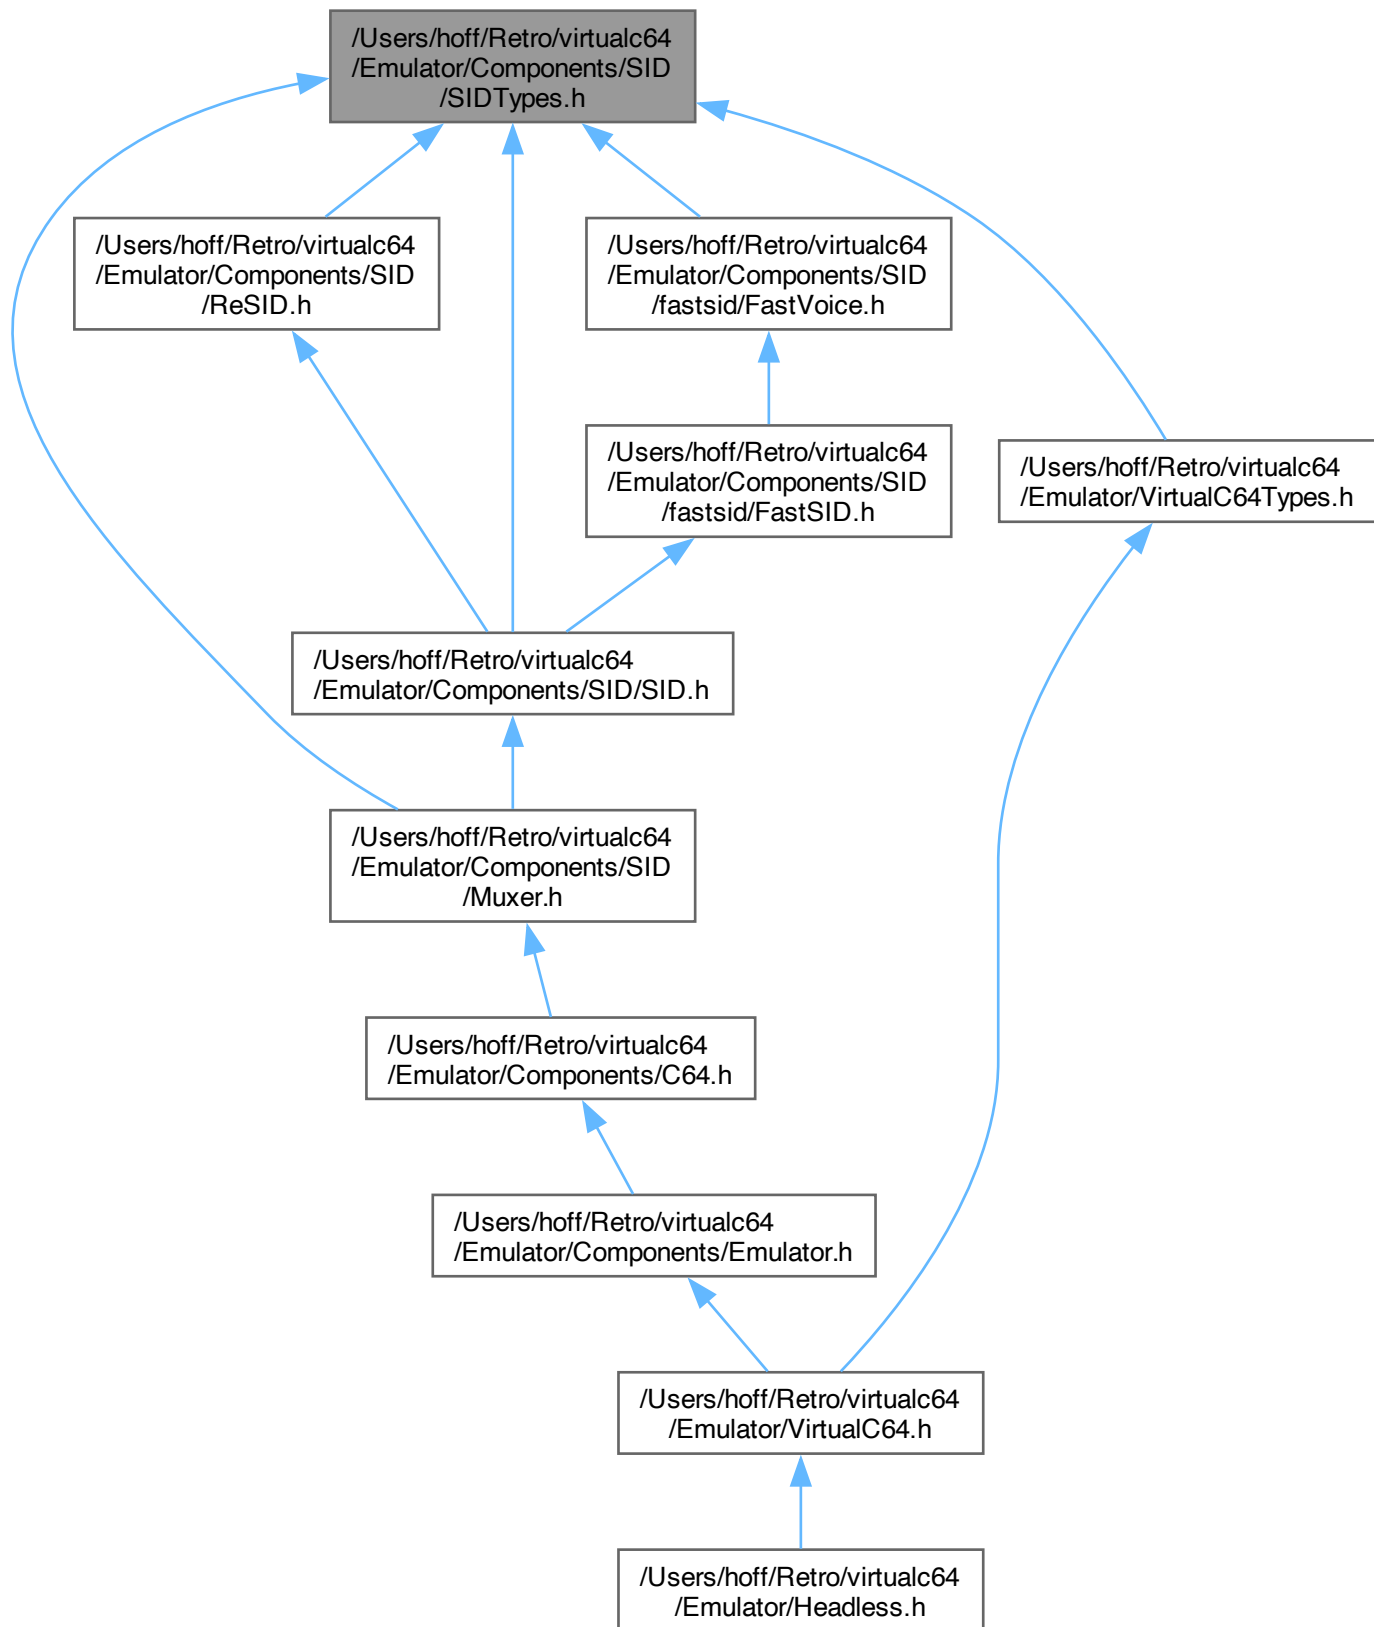 /Users/hoff/Retro/virtualc64
/Emulator/Components/SID
/SIDTypes.h
/Users/hoff/Retro/virtualc64
/Emulator/Components/SID
/ReSID.h
/Users/hoff/Retro/virtualc64
/Emulator/Components/SID
/fastsid/FastVoice.h
/Users/hoff/Retro/virtualc64
/Emulator/Components/SID
/fastsid/FastSID.h
/Users/hoff/Retro/virtualc64
/Emulator/VirtualC64Types.h
/Users/hoff/Retro/virtualc64
/Emulator/Components/SID/SID.h
/Users/hoff/Retro/virtualc64
/Emulator/Components/SID
/Muxer.h
/Users/hoff/Retro/virtualc64
/Emulator/Components/C64.h
/Users/hoff/Retro/virtualc64
/Emulator/Components/Emulator.h
/Users/hoff/Retro/virtualc64
/Emulator/VirtualC64.h
/Users/hoff/Retro/virtualc64
/Emulator/Headless.h